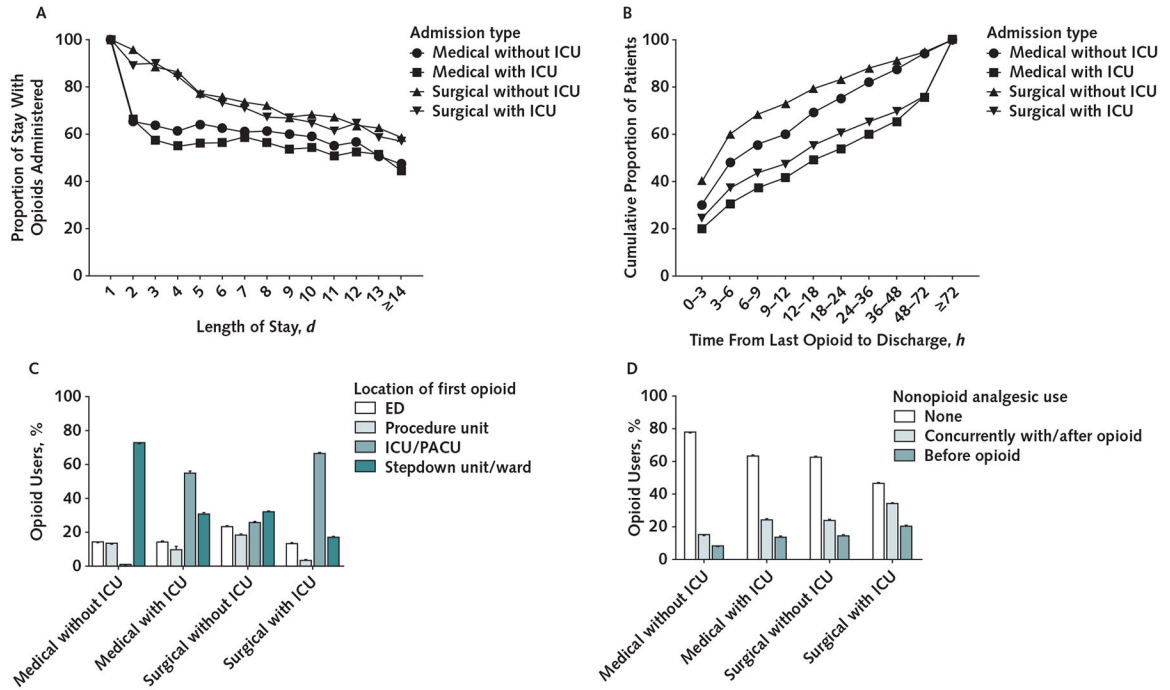 A
Proportion of Stay With
Opioids Administered
100
80
60
40
20
0
1
2
3
4
5
6
7
8
9
10
11
12
13
≥14
Length of Stay, d
Admission type
Medical without ICU
Medical with ICU
Surgical without ICU
Surgical with ICU
B
Cumulative Proportion of Patients
100
80
60
40
20
0
0–3
3–6
6–9
9–12
12–18
18–24
24–36
36–48
48–72
≥72
Time From Last Opioid to Discharge, h
Admission type
Medical without ICU
Medical with ICU
Surgical without ICU
Surgical with ICU
C
Opioid Users, %
100
80
60
40
20
0
Medical without ICU
Medical with ICU
Surgical without ICU
Surgical with ICU
Location of first opioid
ED
Procedure unit
ICU/PACU
Stepdown unit/ward
D
Opioid Users, %
100
80
60
40
20
0
Medical without ICU
Medical with ICU
Surgical without ICU
Surgical with ICU
Nonopioid analgesic use
None
Concurrently with/after opioid
Before opioid